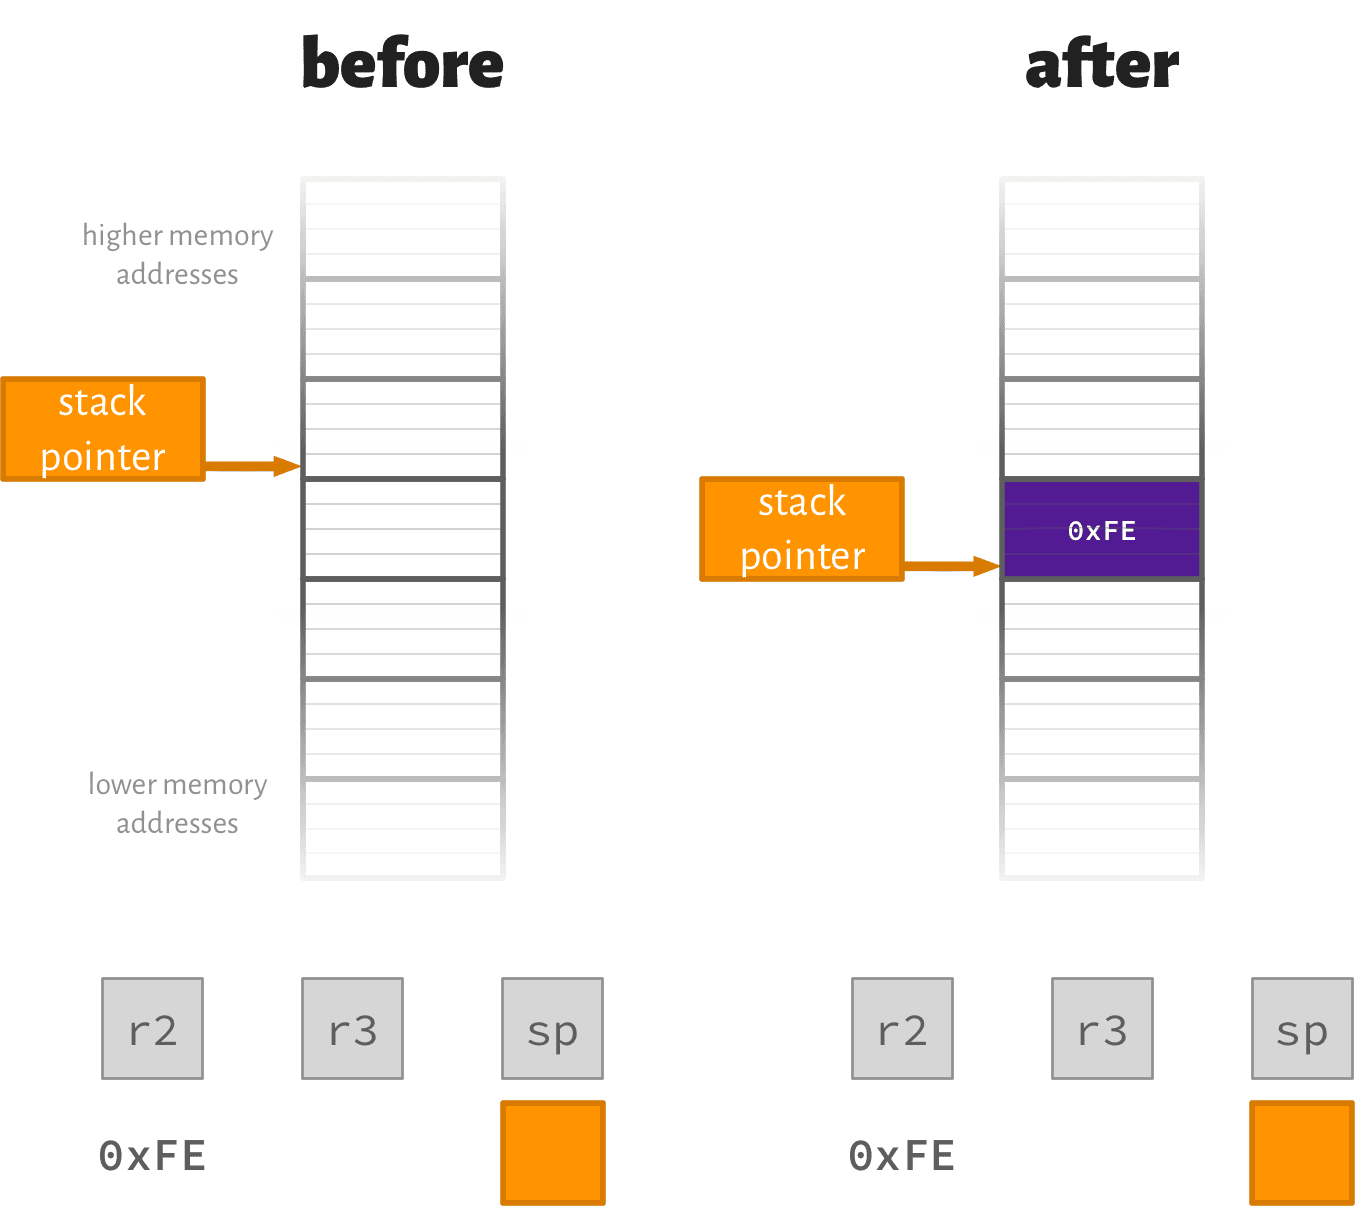 before
after
higher memory
addresses
stack
pointer
stack
pointer
0xFE
lower memory
addresses
r2
r3
sp
r2
r3
sp
0xFE
0xFE